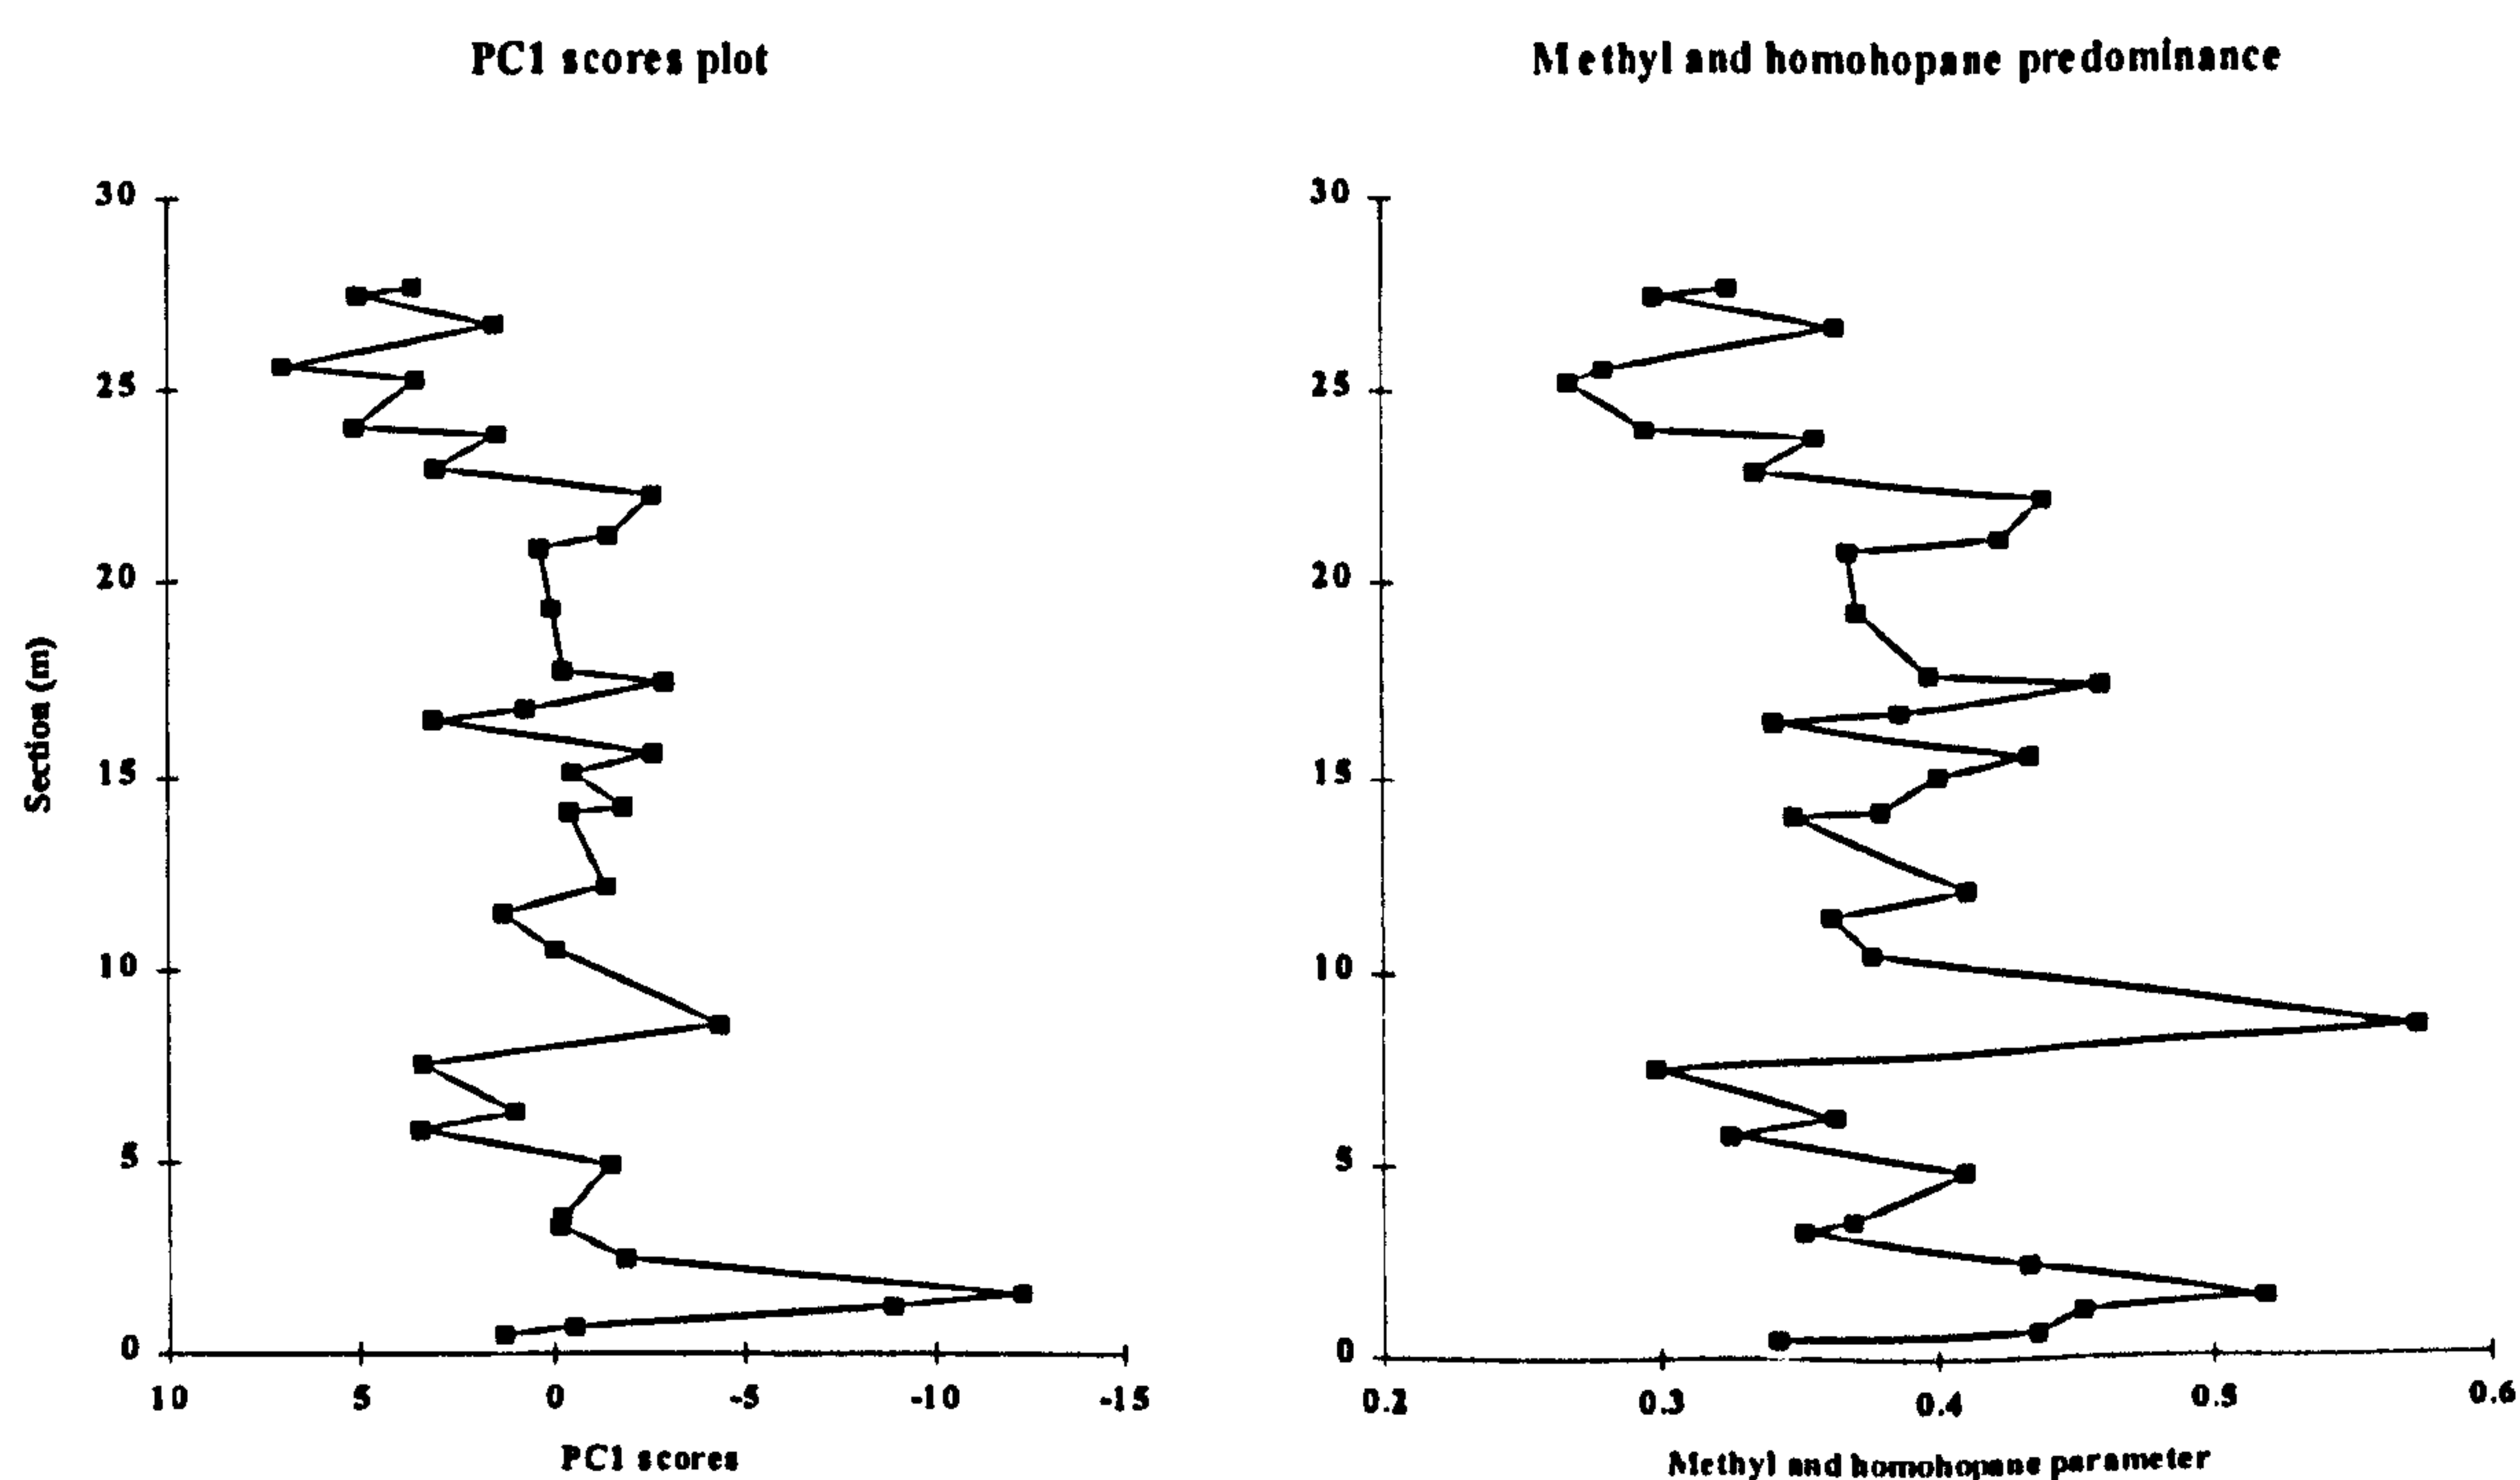 PC1 scores plot
30
25
20
15
10
5
0
Section (m)
10 5 0 -5 -10 -15
PC1 scores
Methyl and homohopane predominance
30
25
20
15
10
5
0
0.2 0.3 0.4 0.5 0.6
Methyl and homohopane parameter